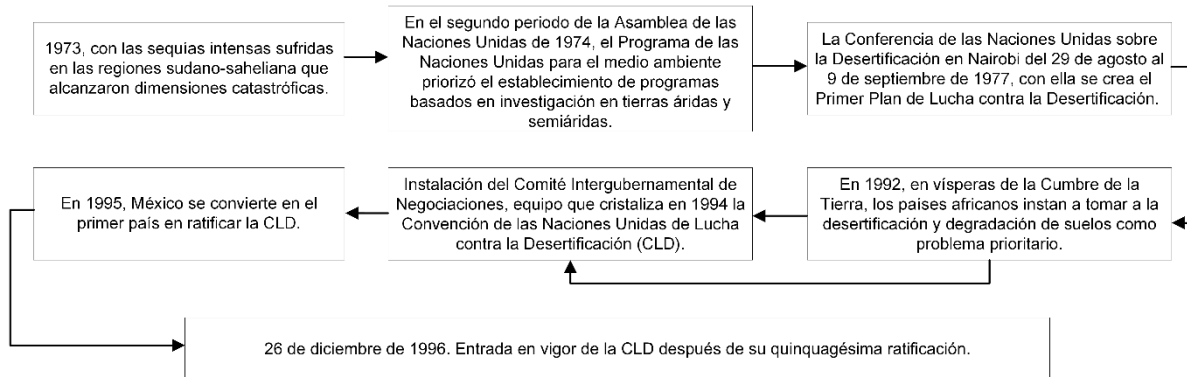 1973, con las sequias intensas sufridas
en las regiones sudano-saheliana que
alcanzaron dimensiones catastróficas.
En el segundo periodo de la Asamblea de las
Naciones Unidas de 1974, el Programa de las
Naciones Unidas para el medio ambiente
priorizó el establecimiento de programas
basados en investigación en tierras áridas y
semiáridas.
La Conferencia de las Naciones Unidas sobre
la Desertificación en Nairobi del 29 de agosto al
9 de septiembre de 1977, con ella se crea el
Primer Plan de Lucha contra la Desertificación.
En 1992, en vísperas de la Cumbre de la
Tierra, los paises africanos instan a tomar a la
desertificación y degradación de suelos como
problema prioritario.
Instalación del Comité Intergubernamental de
Negociaciones, equipo que cristaliza en 1994 la
Convención de las Naciones Unidas de Lucha
contra la Desertificación (CLD).
En 1995, México se convierte en el
primer país en ratificar la CLD.
26 de diciembre de 1996. Entrada en vigor de la CLD después de su quinquagésima ratificación.